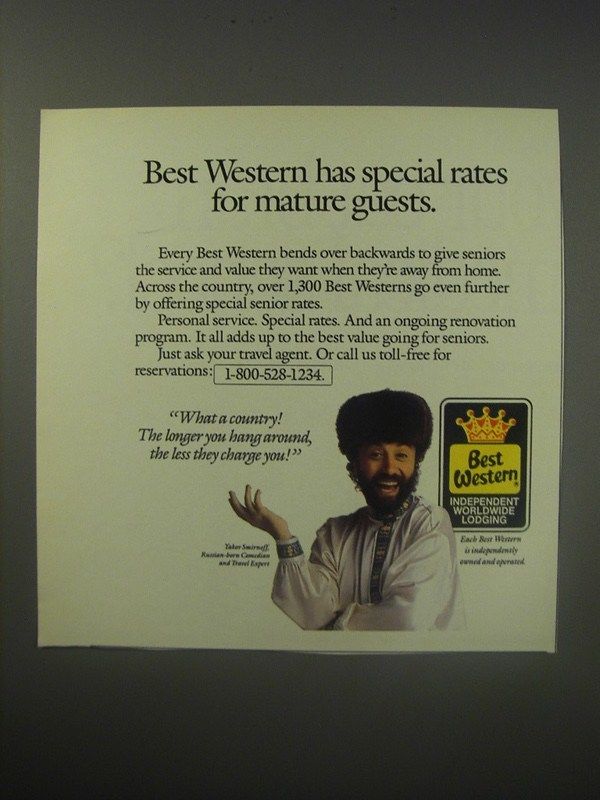 Best Western has special rates
for mature guests.
Every Best Western bends over backwards to give seniors
the service and value they want when they're away from home.
Across the country, over 1,300 Best Westerns go even further
by offering special senior rates.
Personal service. Special rates. And an ongoing renovation
program. It all adds up to the best value going for seniors.
Just ask your travel agent. Or call us toll-free for
reservations: 1-800-528-1234.
“What a country!
The longer you hang around,
the less they charge you!”
Yakov Smirnoff,
Russian-born Comedian
and Travel Expert
Best
Western
®
INDEPENDENT
WORLDWIDE
LODGING
Each Best Western
is independently
owned and operated.